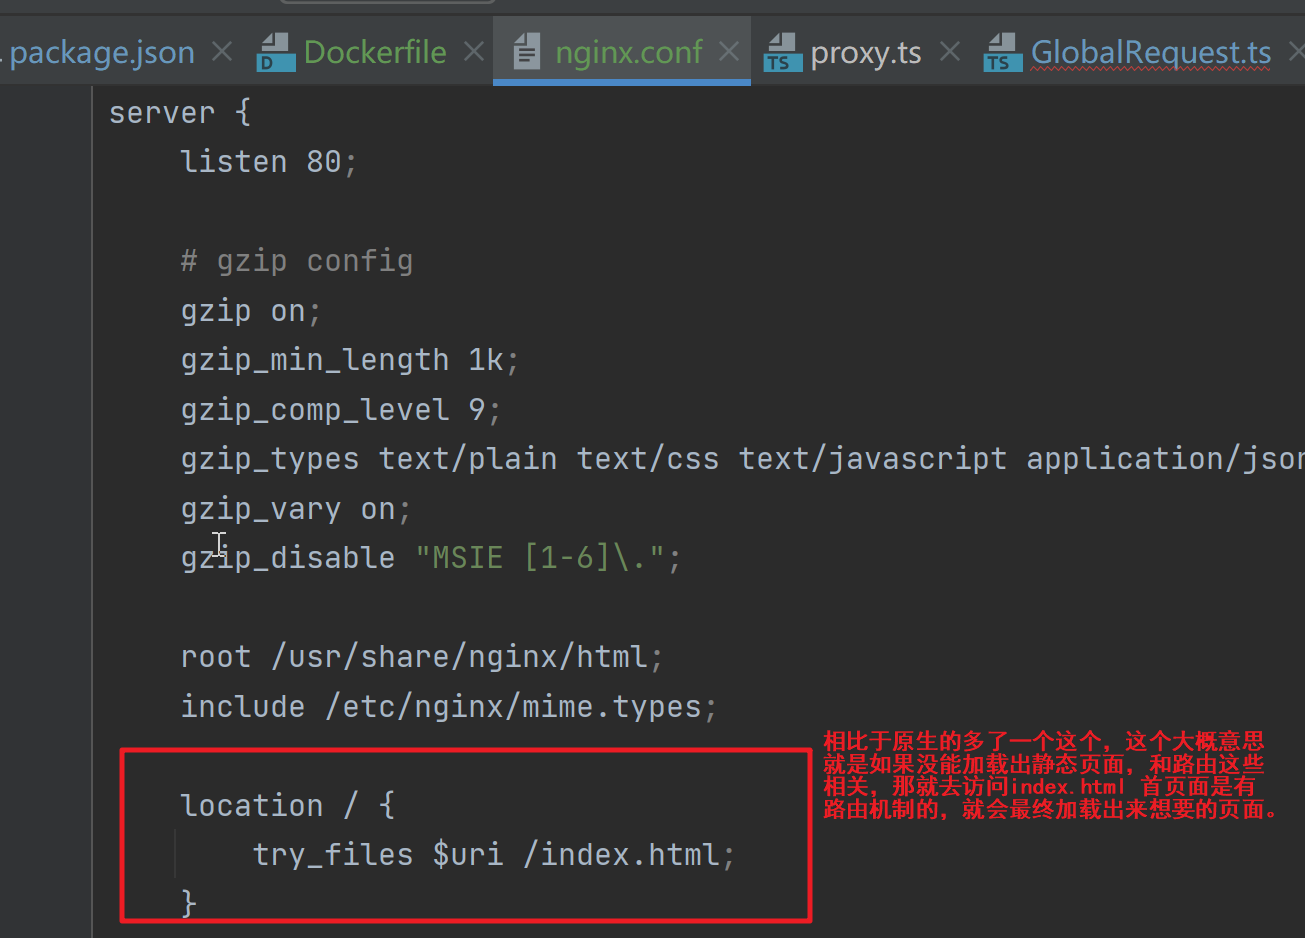 package.json
Dockerfile
nginx.conf
proxy.ts
GlobalRequest.ts
server {
listen 80;
# gzip config
gzip on;
gzip_min_length 1k;
gzip_comp_level 9;
gzip_types text/plain text/css text/javascript application/json
gzip_vary on;
gzip_disable "MSIE [1-6]\.";
root /usr/share/nginx/html;
include /etc/nginx/mime.types;
location / {
try_files $uri /index.html;
}
相比于原生的多了一个这个，这个大概意思
就是如果没能加载出静态页面，和路由这些
相关，那就去访问index.html 首页面是有
路由机制的，就会最终加载出来想要的页面。